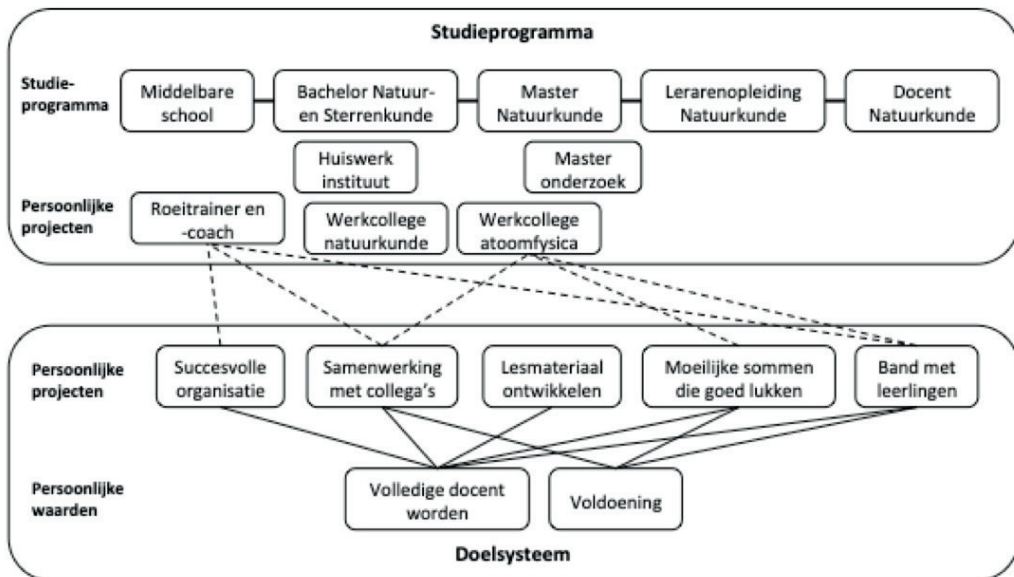 Studieprogramma
Studie-
programma
Middelbare
school
Bachelor Natuur-
en Sterrenkunde
Master
Natuurkunde
Lerarenopleiding
Natuurkunde
Docent
Natuurkunde
Huiswerk
instituut
Master
onderzoek
Persoonlijke
projecten
Roeitrainer en
-coach
Werkcollege
natuurkunde
Werkcollege
atoomfysica
Persoonlijke
projecten
Succesvolle
organisatie
Samenwerking
met collega's
Lesmateriaal
ontwikkelen
Moeilijke sommen
die goed lukken
Band met
leerlingen
Persoonlijke
waarden
Volledige docent
worden
Voldoening
Doelsysteem